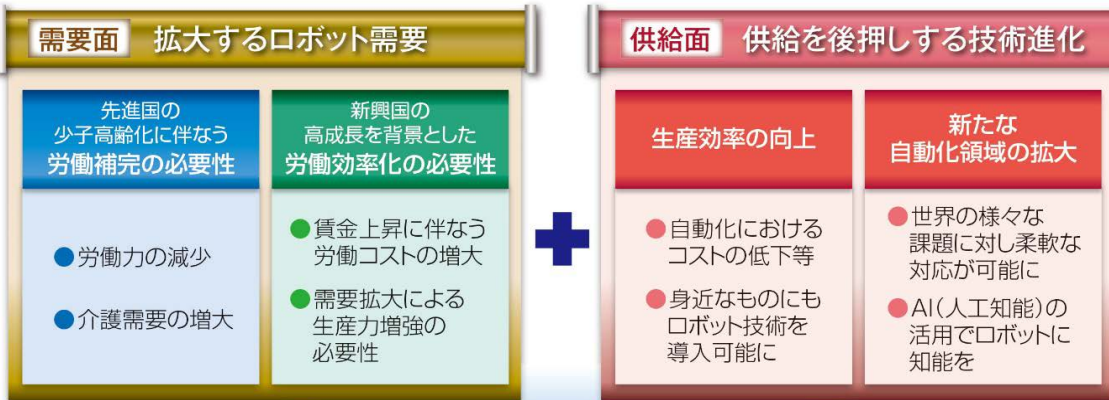 需要面 拡大するロボット需要
先進国の
少子高齢化に伴なう
労働補完の必要性
●労働力の減少
●介護需要の増大
新興国の
高成長を背景とした
労働効率化の必要性
●賃金上昇に伴なう
労働コストの増大
●需要拡大による
生産力増強の
必要性
供給面 供給を後押しする技術進化
生産効率の向上
●自動化における
コストの低下等
●身近なものにも
ロボット技術を
導入可能に
新たな
自動化領域の拡大
●世界の様々な
課題に対し柔軟な
対応が可能に
●AI(人工知能)の
活用でロボットに
知能を